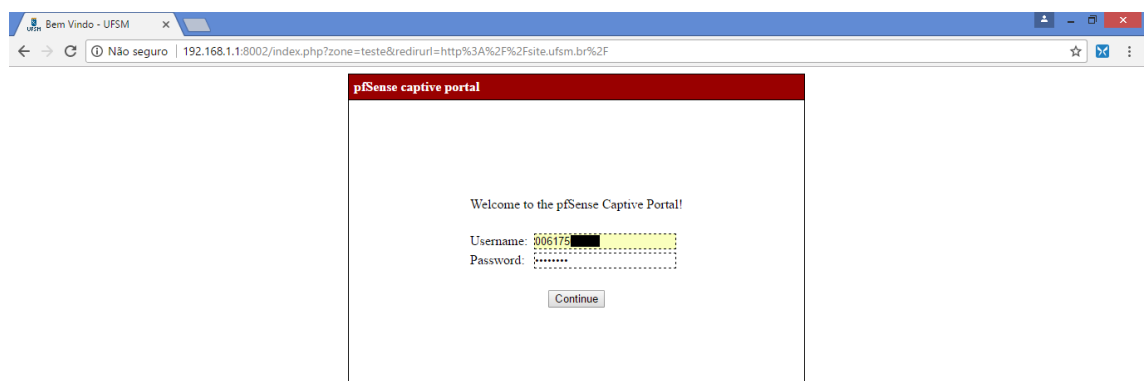 Bem Vindo - UFSM
Não seguro | 192.168.1.1:8002/index.php?zone=teste&redirurl=http%3A%2F%2Fsite.ufsm.br%2F
pfSense captive portal
Welcome to the pfSense Captive Portal!
Username: 006175
Password: ••••••••
Continue